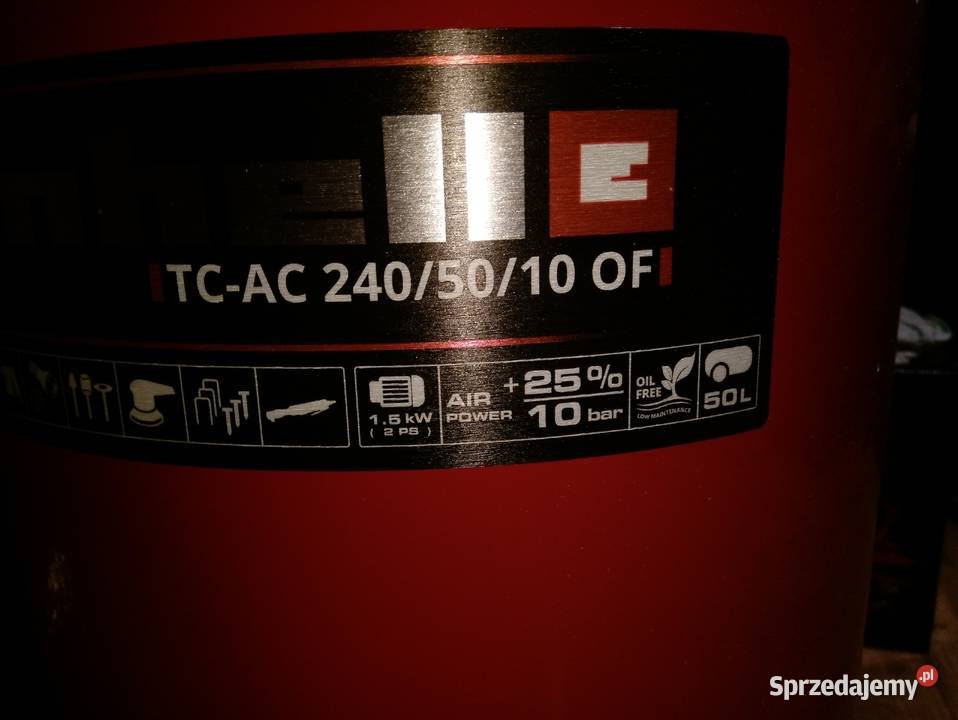 einhell
TC-AC 240/50/10 OF
1.5 kW
( 2 PS )
AIR
POWER
+25 %
10 bar
OIL
FREE
LOW MAINTENANCE
50L
Sprzedajemy.pl